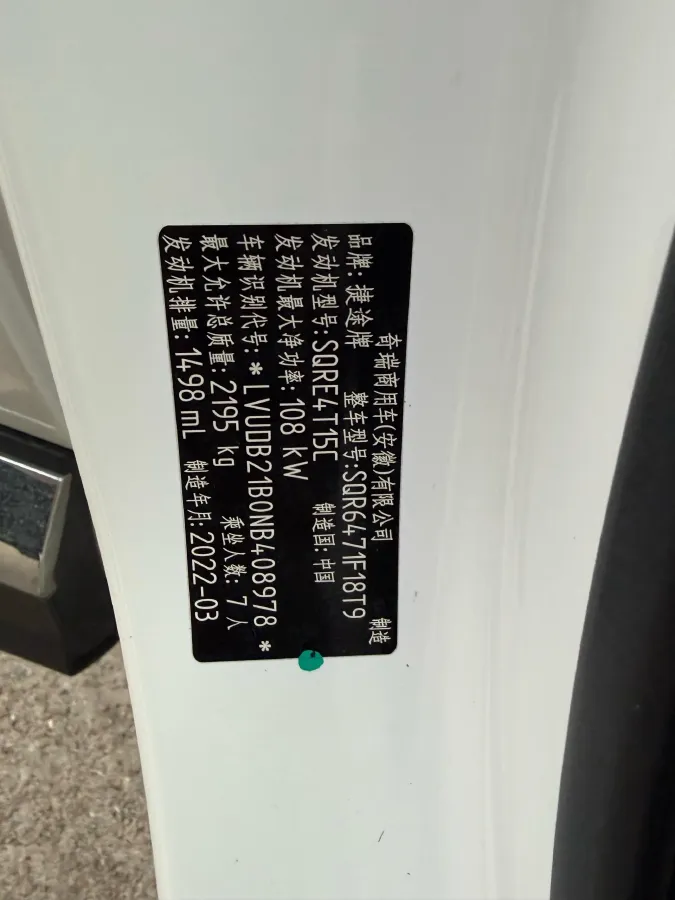 奇瑞商用车(安徽)有限公司 制造
品牌:捷途牌 整车型号:SQR6471F18T9
发动机型号:SQRE4T15C 制造国:中国
发动机最大净功率:108 kW
车辆识别代号:*LVUDB21B0NB408978*
最大允许总质量:2195 kg 乘坐人数:7人
发动机排量:1498 mL 制造年月:2022-03